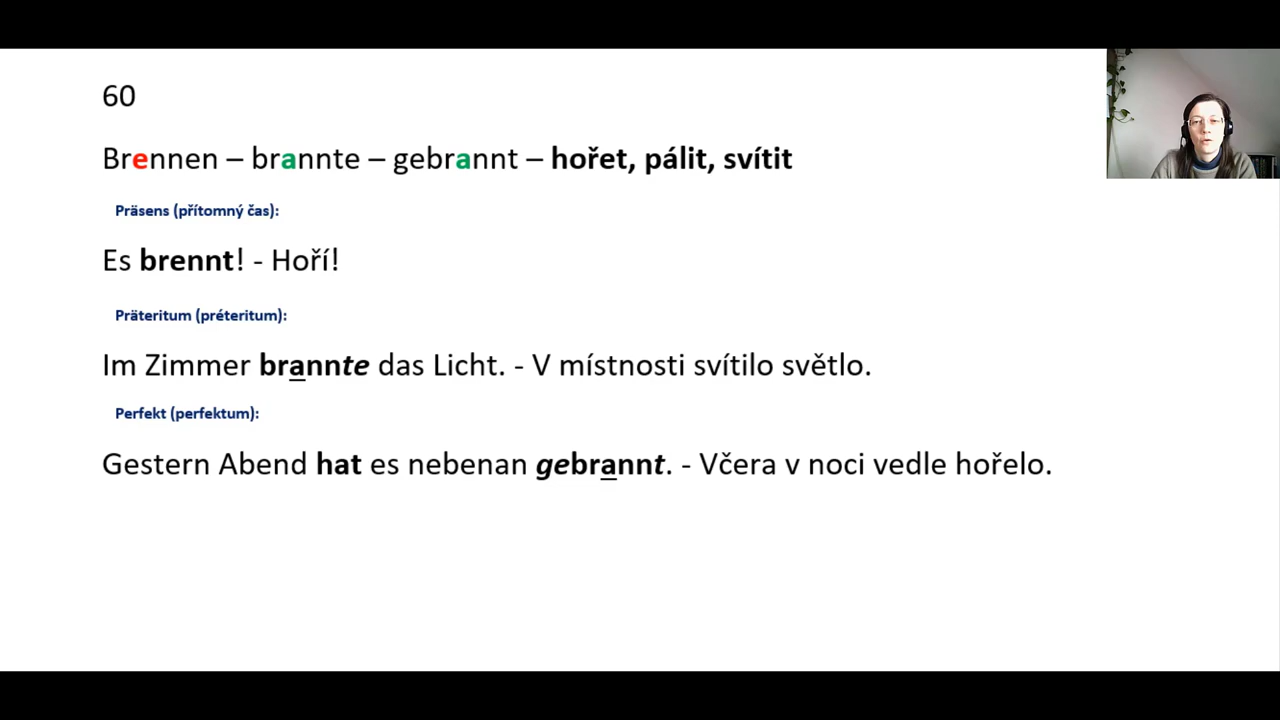 60
Brennen – brannte – gebrannt – hořet, pálit, svítit
Präsens (přítomný čas):
Es brennt! - Hoří!
Präteritum (préteritum):
Im Zimmer brannte das Licht. - V místnosti svítilo světlo.
Perfekt (perfektum):
Gestern Abend hat es nebenan gebrannt. - Včera v noci vedle hořelo.